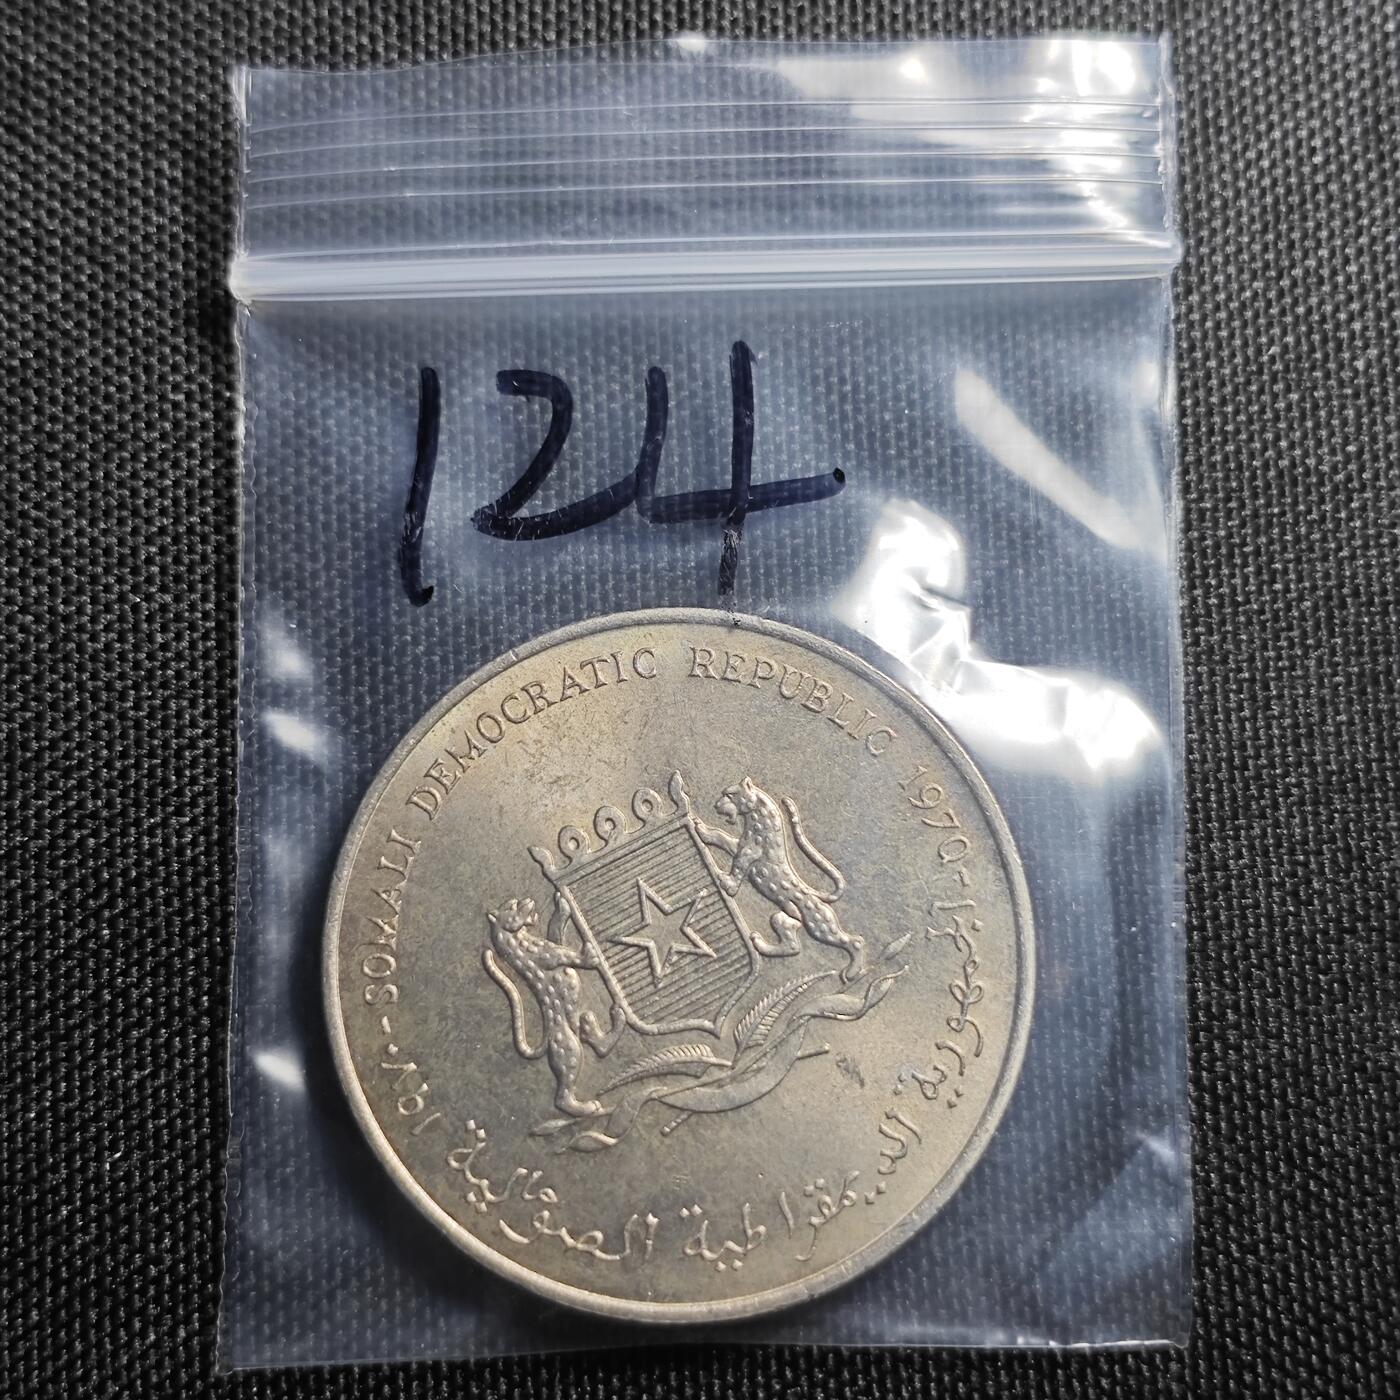 124
SOMALI DEMOCRATIC REPUBLIC 1970
الجمهورية الديمقراطية الصومالية ١٩٧٠